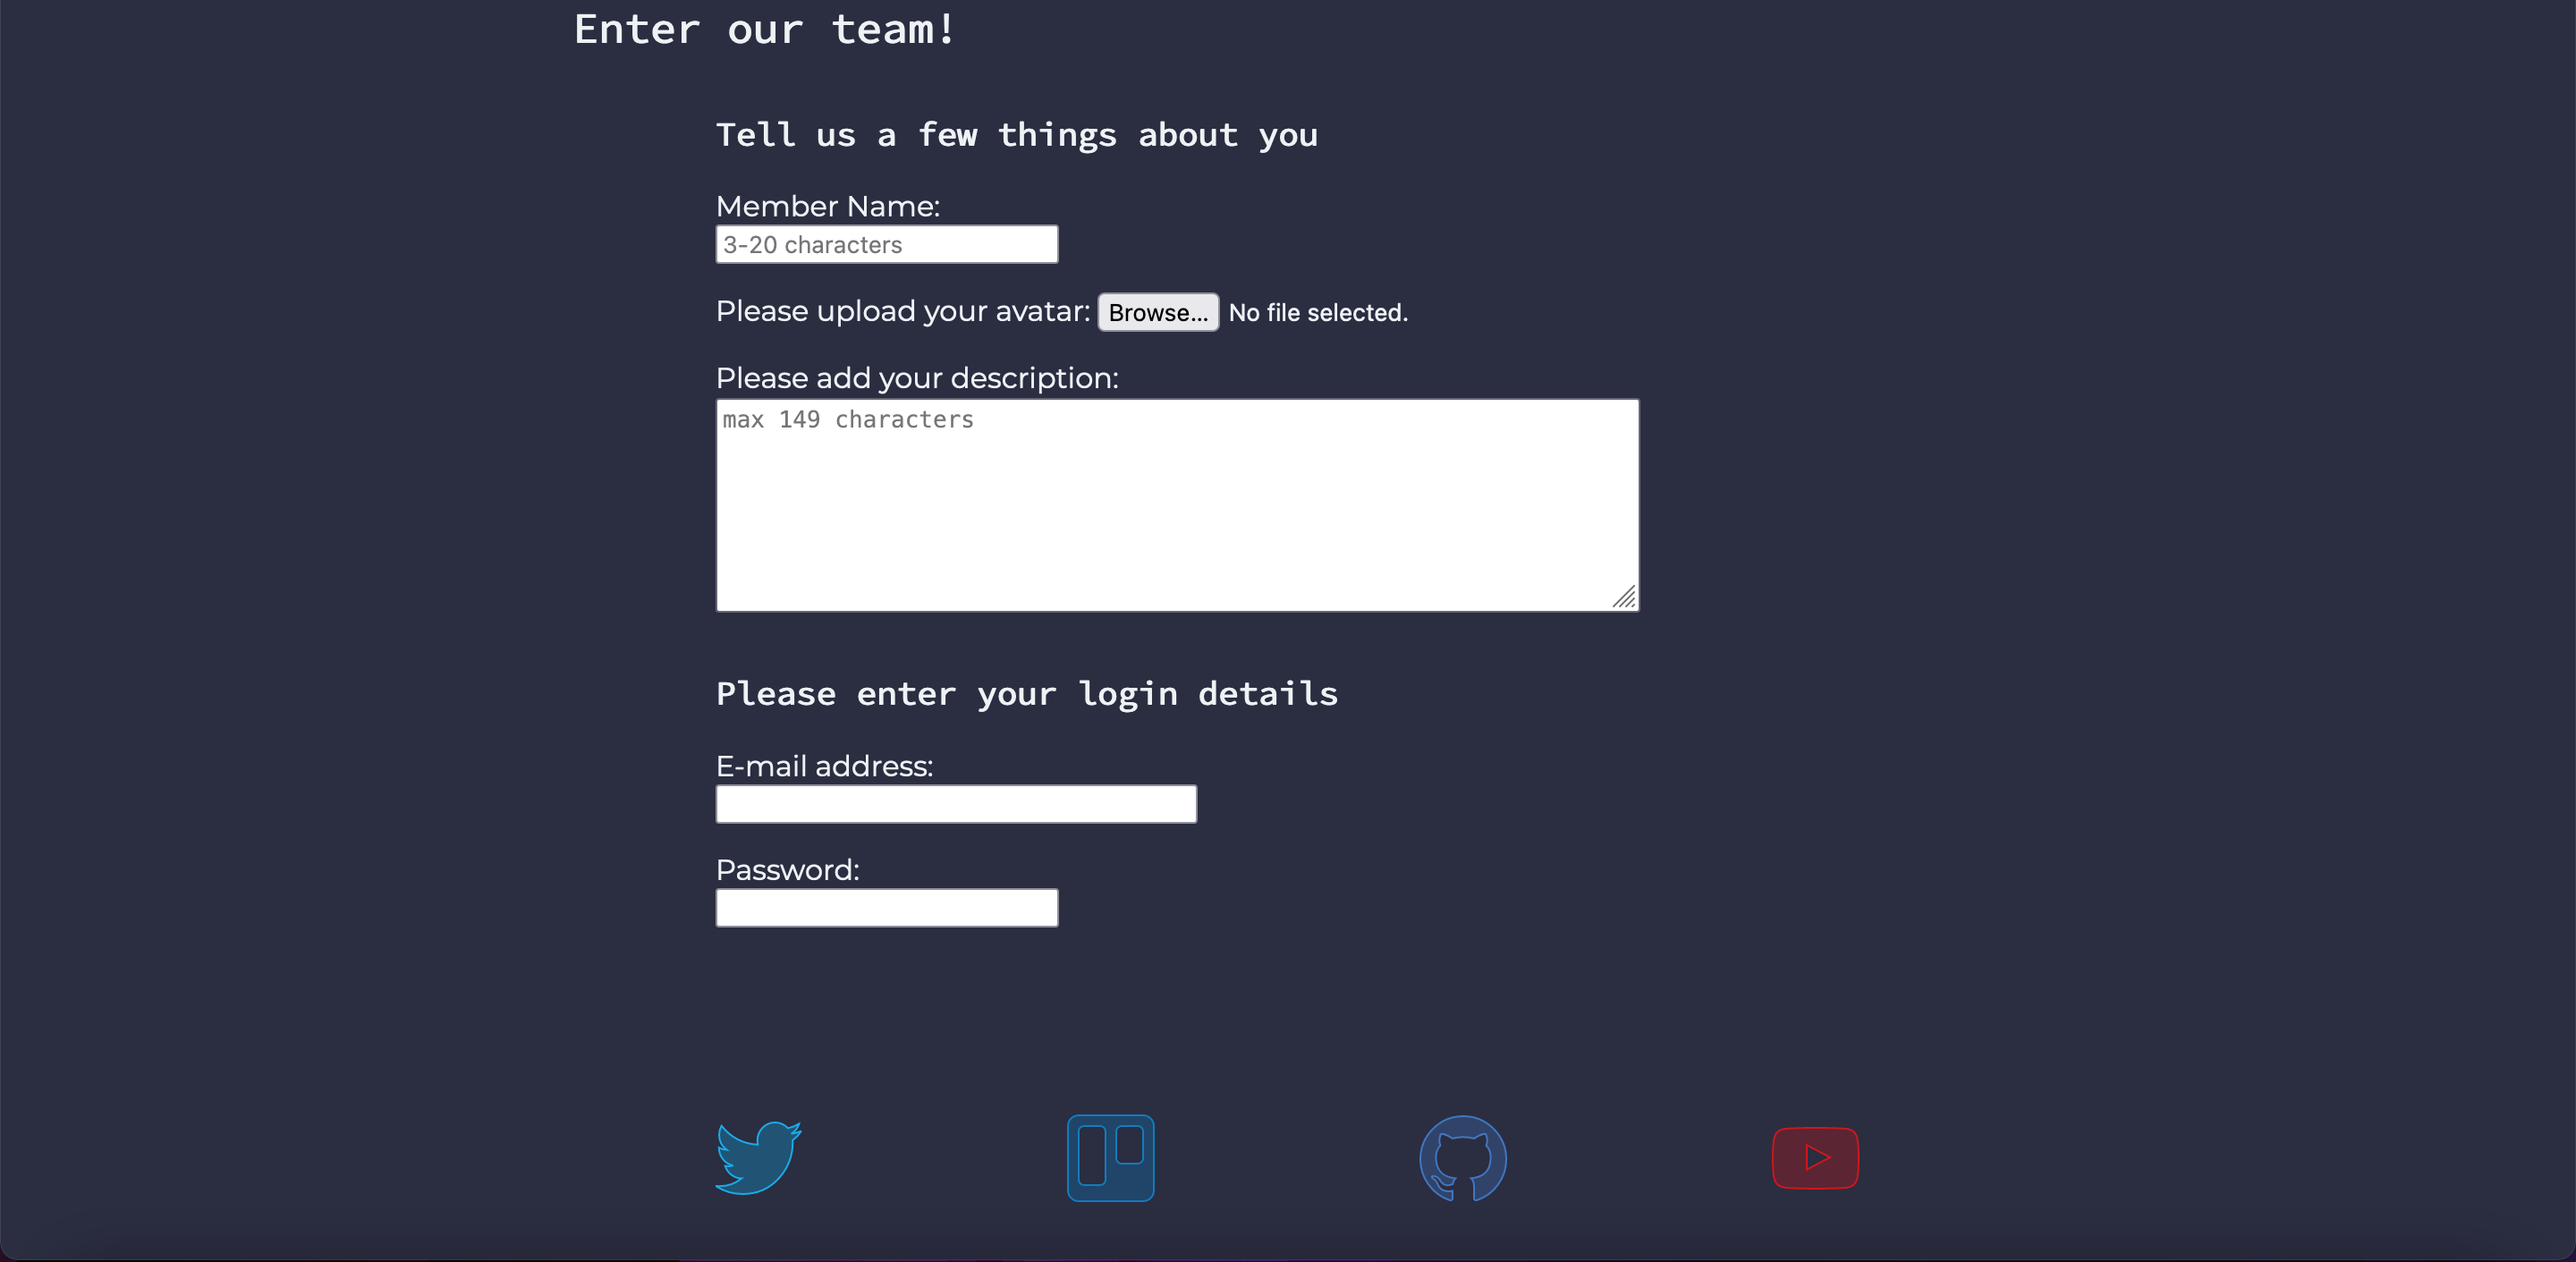 Enter our team!
Tell us a few things about you
Member Name:
3-20 characters
Please upload your avatar: Browse... No file selected.
Please add your description:
max 149 characters
Please enter your login details
E-mail address:
Password: